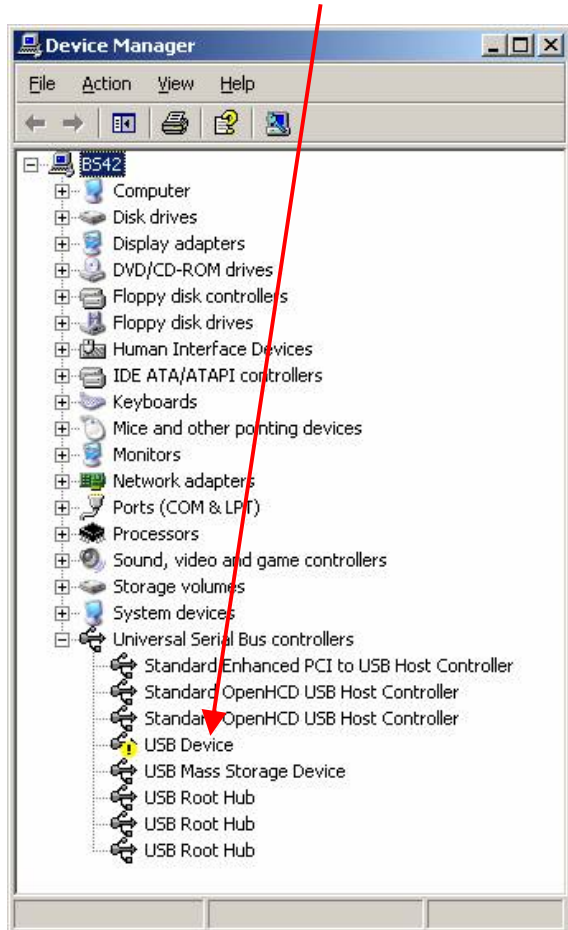 Device Manager
File Action View Help
BS42
Computer
Disk drives
Display adapters
DVD/CD-ROM drives
Floppy disk controllers
Floppy disk drives
Human Interface Devices
IDE ATA/ATAPI controllers
Keyboards
Mice and other pointing devices
Monitors
Network adapters
Ports (COM & LPT)
Processors
Sound, video and game controllers
Storage volumes
System devices
Universal Serial Bus controllers
Standard Enhanced PCI to USB Host Controller
Standard OpenHCD USB Host Controller
Standard OpenHCD USB Host Controller
USB Device
USB Mass Storage Device
USB Root Hub
USB Root Hub
USB Root Hub